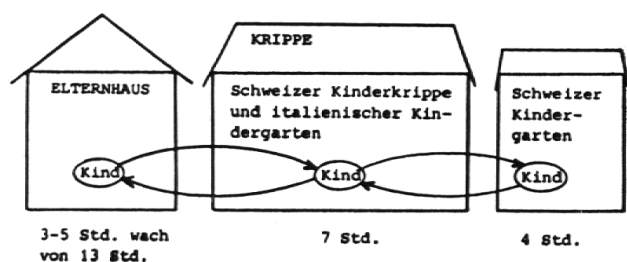 KRIPPE
ELTERNHAUS
Schweizer Kinderkrippe
und italienischer Kin-
dergarten
Schweizer
Kinder-
garten
Kind
Kind
Kind
3-5 Std. wach
von 13 Std.
7 Std.
4 Std.